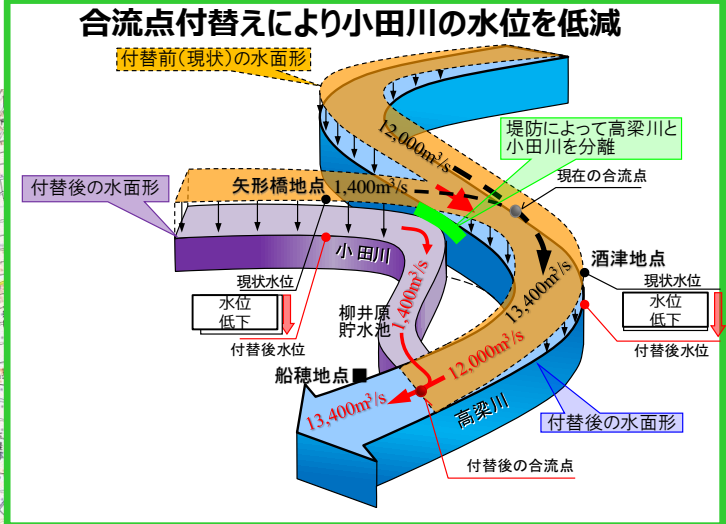 合流点付替えにより小田川の水位を低減
付替前(現状)の水面形
12,000m³/s
堤防によって高梁川と
小田川を分離
付替後の水面形
矢形橋地点
1,400m³/s
現在の合流点
小田川
酒津地点
現状水位
水位
低下
付替後水位
1,400m³/s
13,400m³/s
現状水位
水位
低下
付替後水位
柳井原
貯水池
船穂地点■
12,000m³/s
13,400m³/s
高梁川
付替後の水面形
付替後の合流点